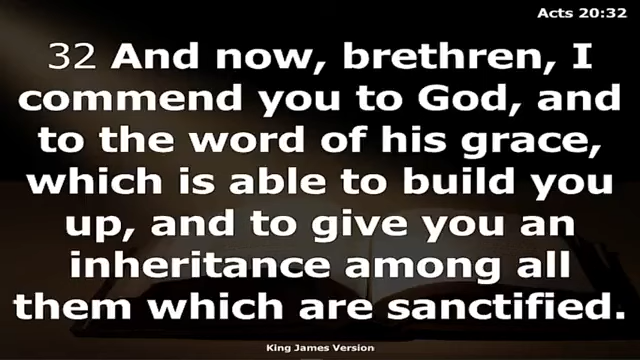 Acts 20:32
32 And now, brethren, I
commend you to God, and
to the word of his grace,
which is able to build you
up, and to give you an
inheritance among all
them which are sanctified.
King James Version